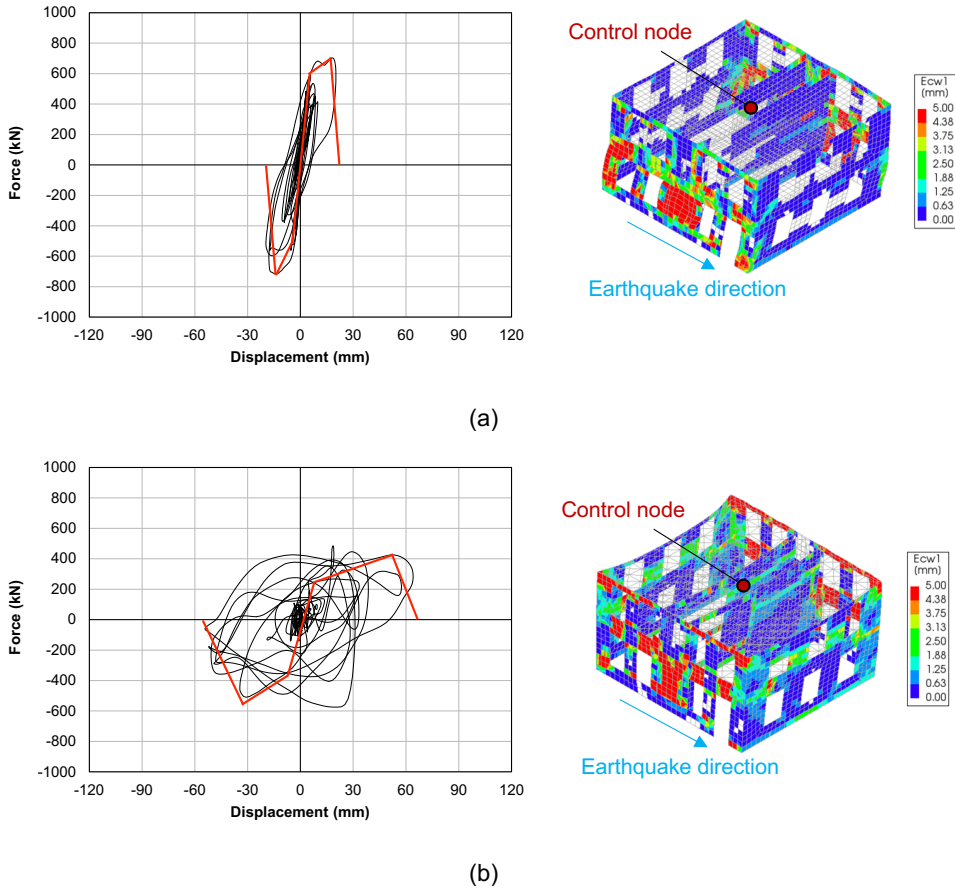 1000
800
600
400
200
0
-200
-400
-600
-800
-1000
Force (kN)
-120 -90 -60 -30 0 30 60 90 120
Displacement (mm)
Control node
Earthquake direction
Ecw1
(mm)
5.00
4.38
3.75
3.13
2.50
1.88
1.25
0.63
0.00
(a)
1000
800
600
400
200
0
-200
-400
-600
-800
-1000
Force (kN)
-120 -90 -60 -30 0 30 60 90 120
Displacement (mm)
Control node
Earthquake direction
Ecw1
(mm)
5.00
4.38
3.75
3.13
2.50
1.88
1.25
0.63
0.00
(b)